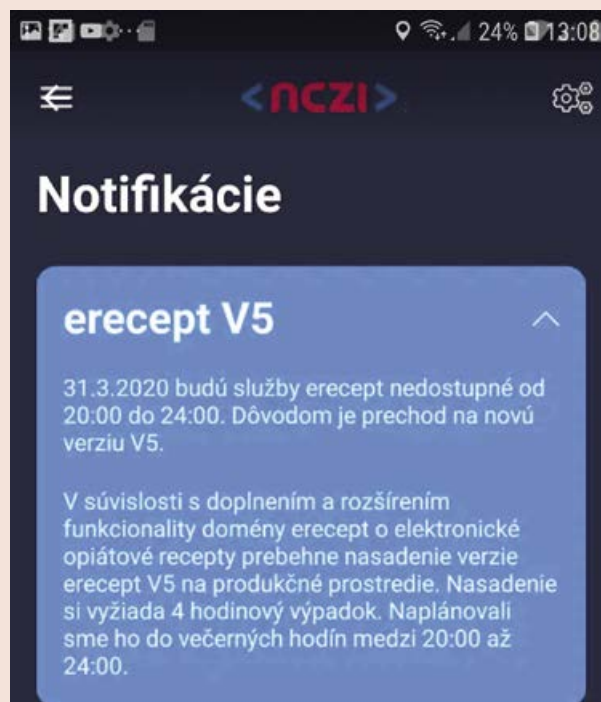 24% 13:08
<nczi>
Notifikácie
erecept V5
31.3.2020 budú služby erecept nedostupné od
20:00 do 24:00. Dôvodom je prechod na novú
verziu V5.
V súvislosti s doplnením a rozšírením
funkcionality domény erecept o elektronické
opiátové recepty prebehne nasadenie verzie
erecept V5 na produkčné prostredie. Nasadenie
si vyžiada 4 hodinový výpadok. Naplánovali
sme ho do večerných hodín medzi 20:00 až
24:00.